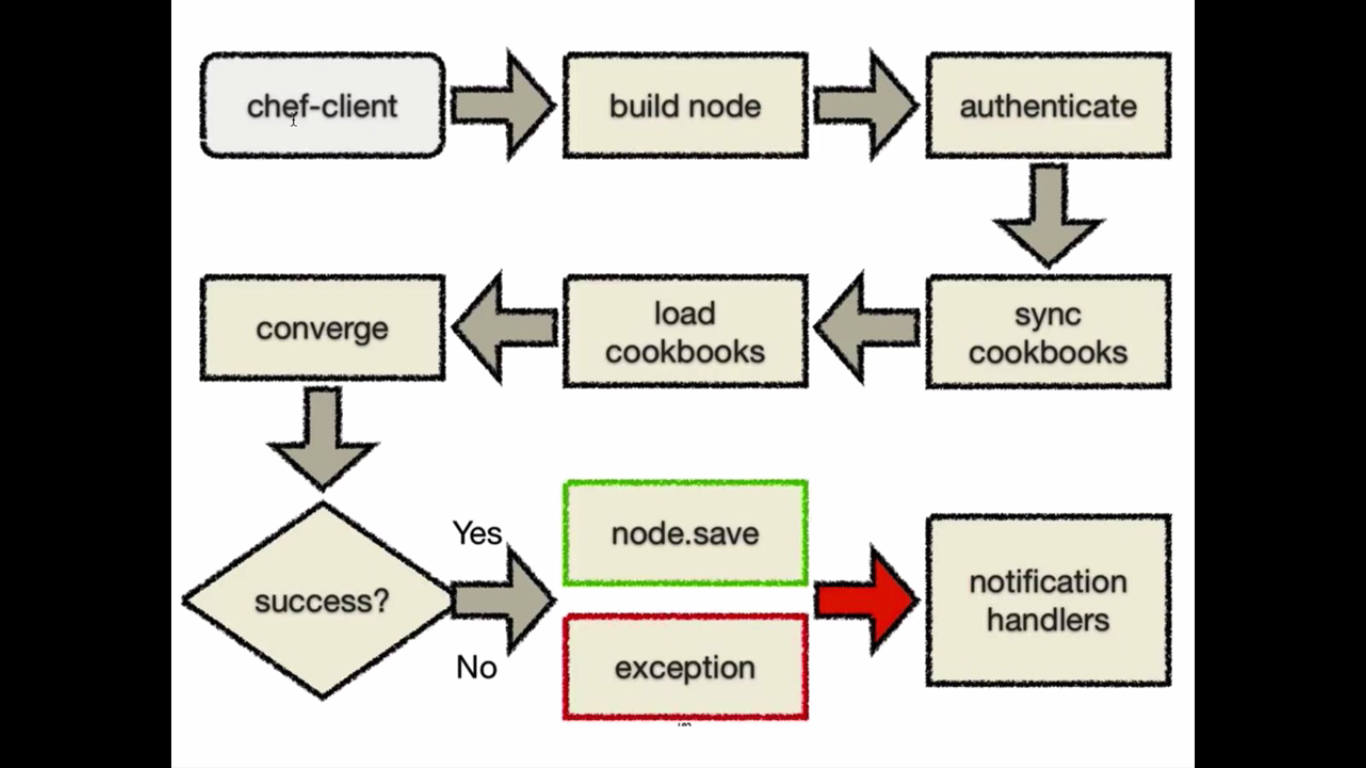 chef-client
build node
authenticate
converge
load
cookbooks
sync
cookbooks
success?
Yes
No
node.save
exception
notification
handlers